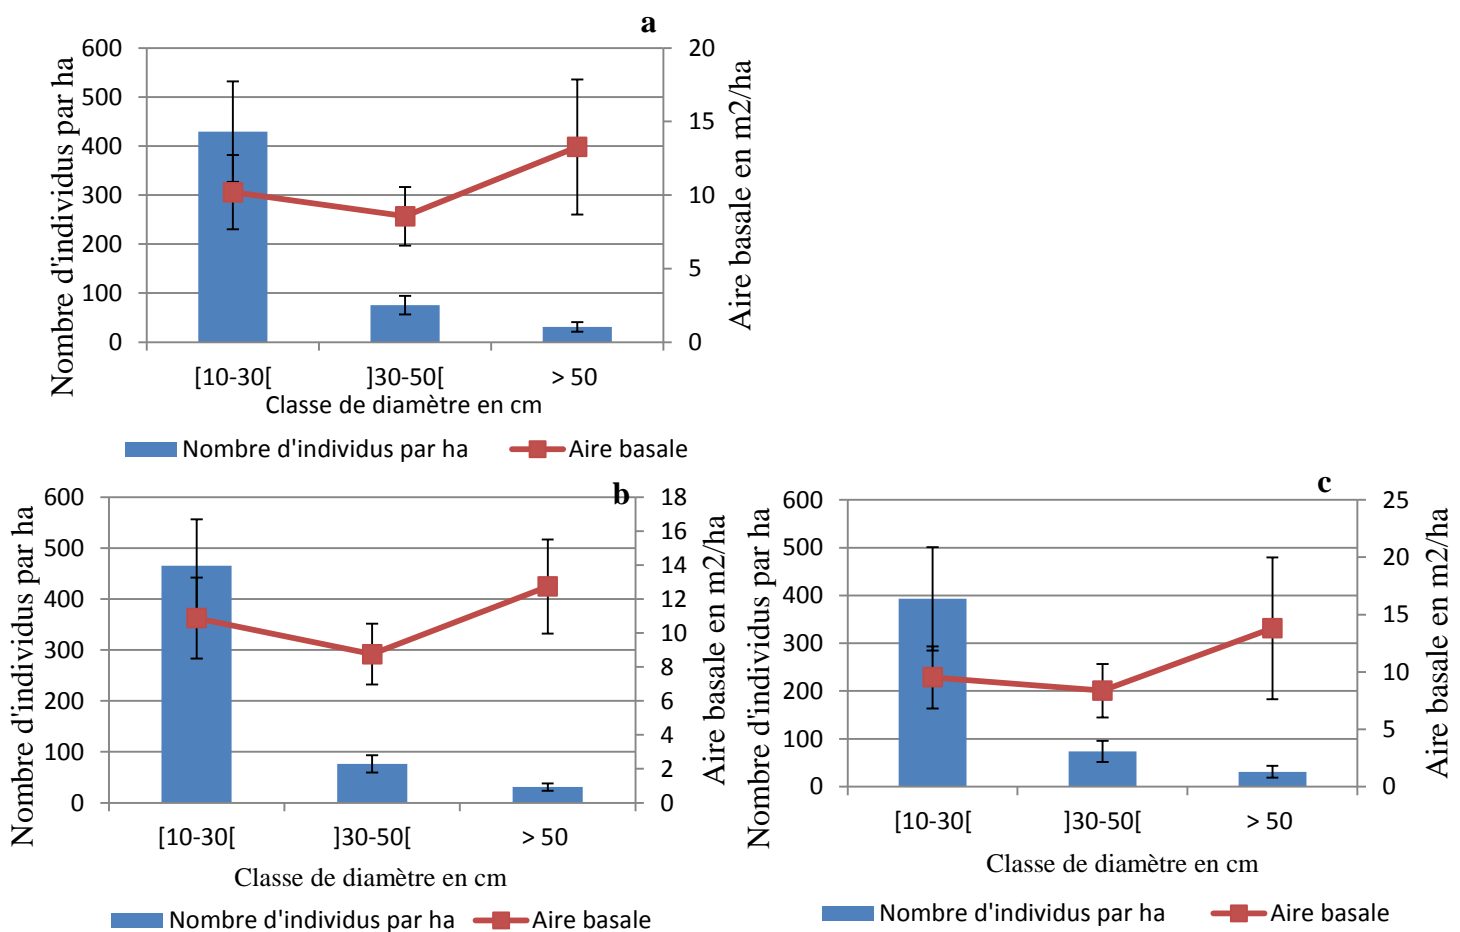 a
Nombre d'individus par ha
600
500
400
300
200
100
0
20
15
10
5
0
Aire basale en m2/ha
[10-30[ ]30-50[ > 50
Classe de diamètre en cm
Nombre d'individus par ha Aire basale
b
Nombre d'individus par ha
600
500
400
300
200
100
0
18
16
14
12
10
8
6
4
2
0
Aire basale en m2/ha
[10-30[ ]30-50[ > 50
Classe de diamètre en cm
Nombre d'individus par ha Aire basale
c
Nombre d'individus par ha
600
500
400
300
200
100
0
25
20
15
10
5
0
Aire basale en m2/ha
[10-30[ ]30-50[ > 50
Classe de diamètre en cm
Nombre d'individus par ha Aire basale